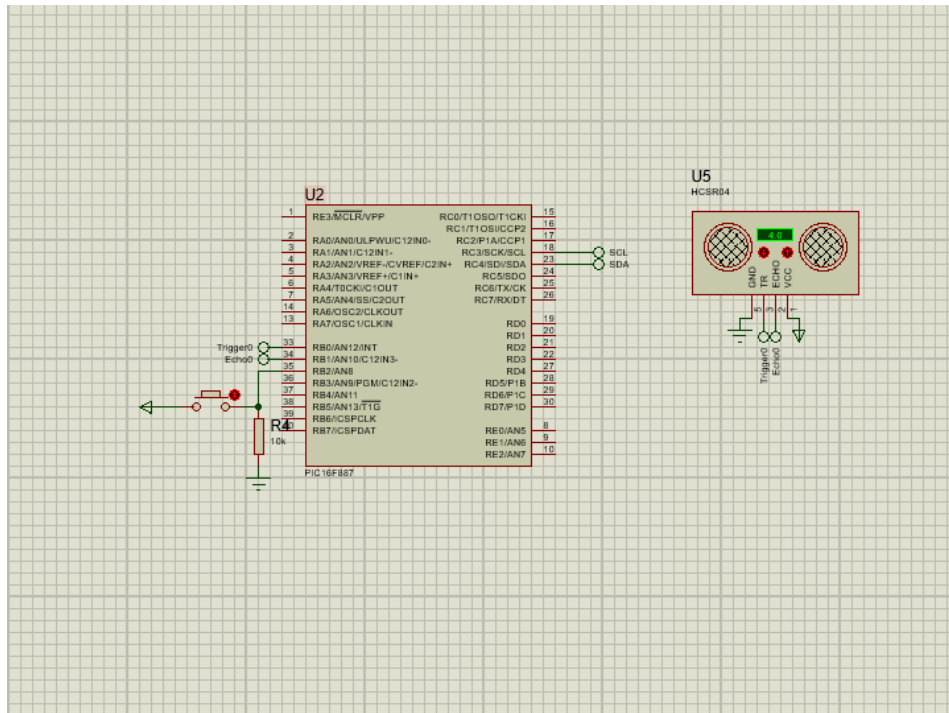 U2
1 RE3/MCLR/VPP RC0/T1OSO/T1CKI 15
RC1/T1OSI/CCP2 16
2 RA0/AN0/ULPWU/C12IN0- RC2/P1A/CCP1 17
3 RA1/AN1/C12IN1- RC3/SCK/SCL 18 SCL
4 RA2/AN2/VREF-/CVREF/C2IN+ RC4/SDI/SDA 23 SDA
5 RA3/AN3/VREF+/C1IN+ RC5/SDO 24
6 RA4/T0CKI/C1OUT RC6/TX/CK 25
7 RA5/AN4/SS/C2OUT RC7/RX/DT 26
14 RA6/OSC2/CLKOUT
13 RA7/OSC1/CLKIN RD0 19
RD1 20
Trigger0 33 RB0/AN12/INT RD2 21
Echo0 34 RB1/AN10/C12IN3- RD3 22
35 RB2/AN8 RD4 27
36 RB3/AN9/PGM/C12IN2- RD5/P1B 28
37 RB4/AN11 RD6/P1C 29
38 RB5/AN13/T1G RD7/P1D 30
39 RB6/ICSPCLK
RB7/ICSPDAT RE0/AN5 8
RE1/AN6 9
RE2/AN7 10
PIC16F887
R4
10k
U5
HCSR04
4.0
GND
TR
ECHO
VCC
5
3
2
1
Trigger0
Echo0